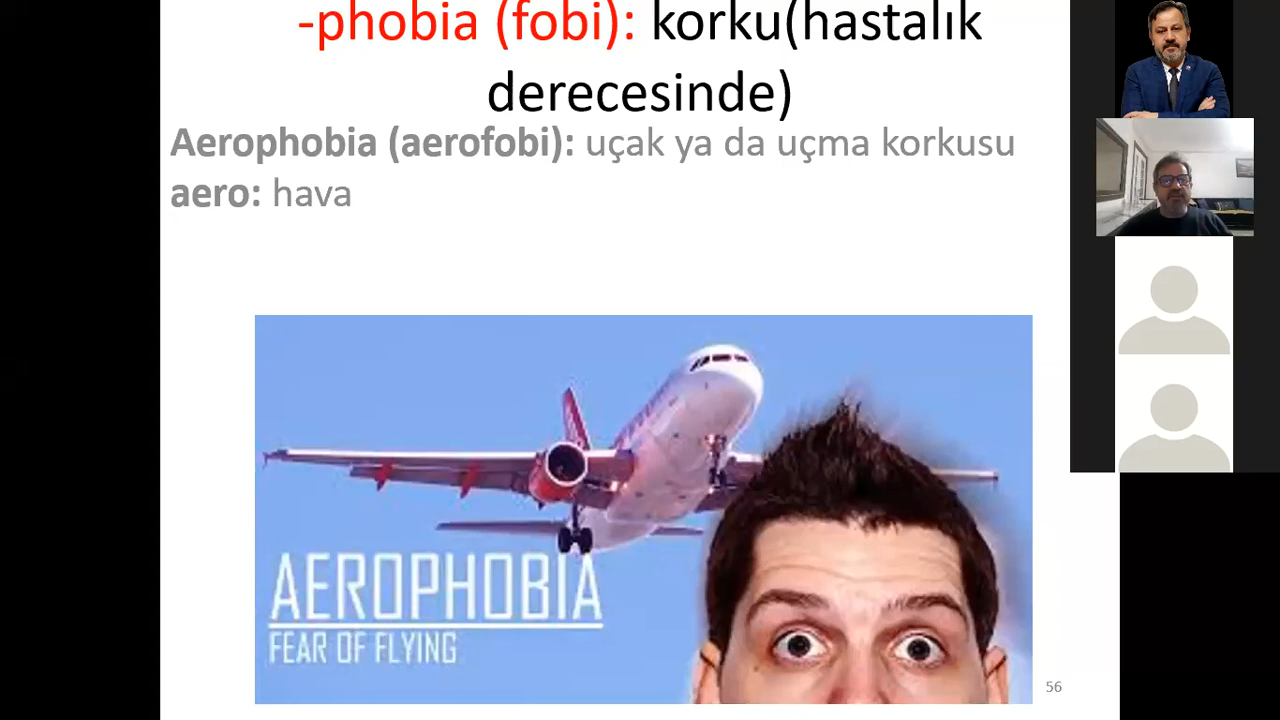 -phobia (fobi): korku(hastalık
derecesinde)
Aerophobia (aerofobi): uçak ya da uçma korkusu
aero: hava
AEROPHOBIA
FEAR OF FLYING
56